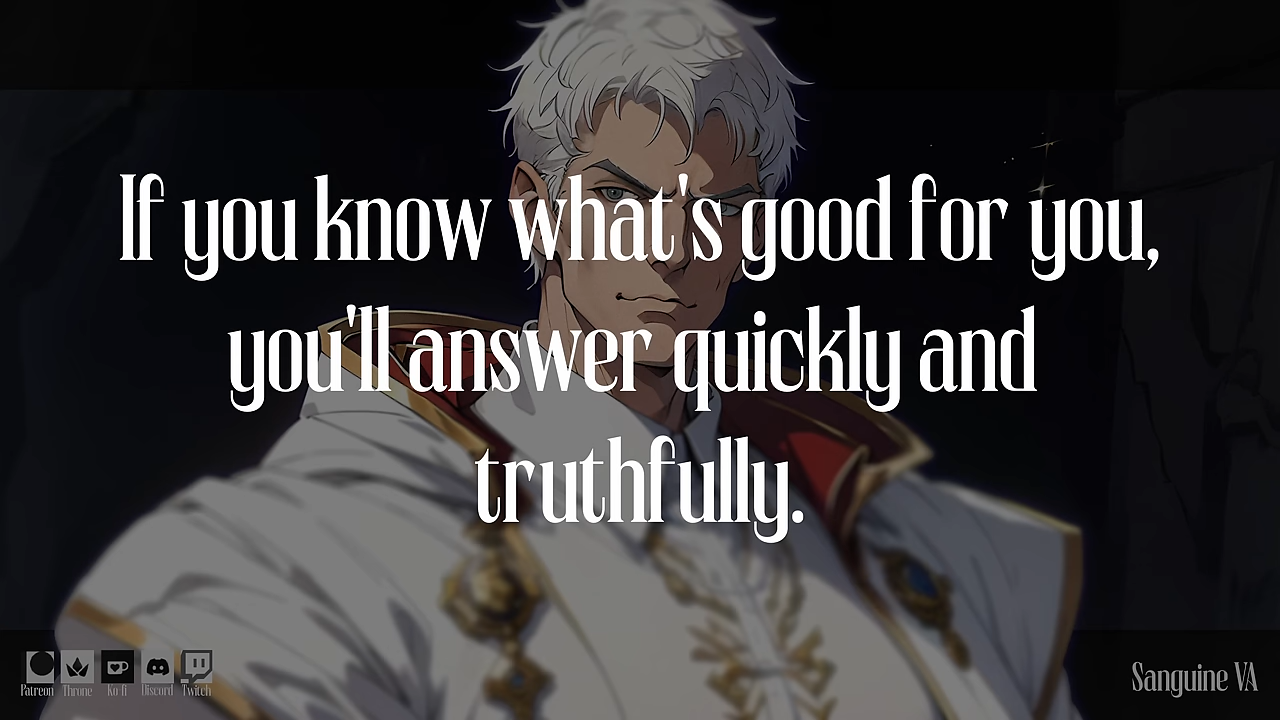 If you know what's good for you,
you'll answer quickly and
truthfully.
Patreon Throne Ko fi Discord Twitch
Sanguine VA